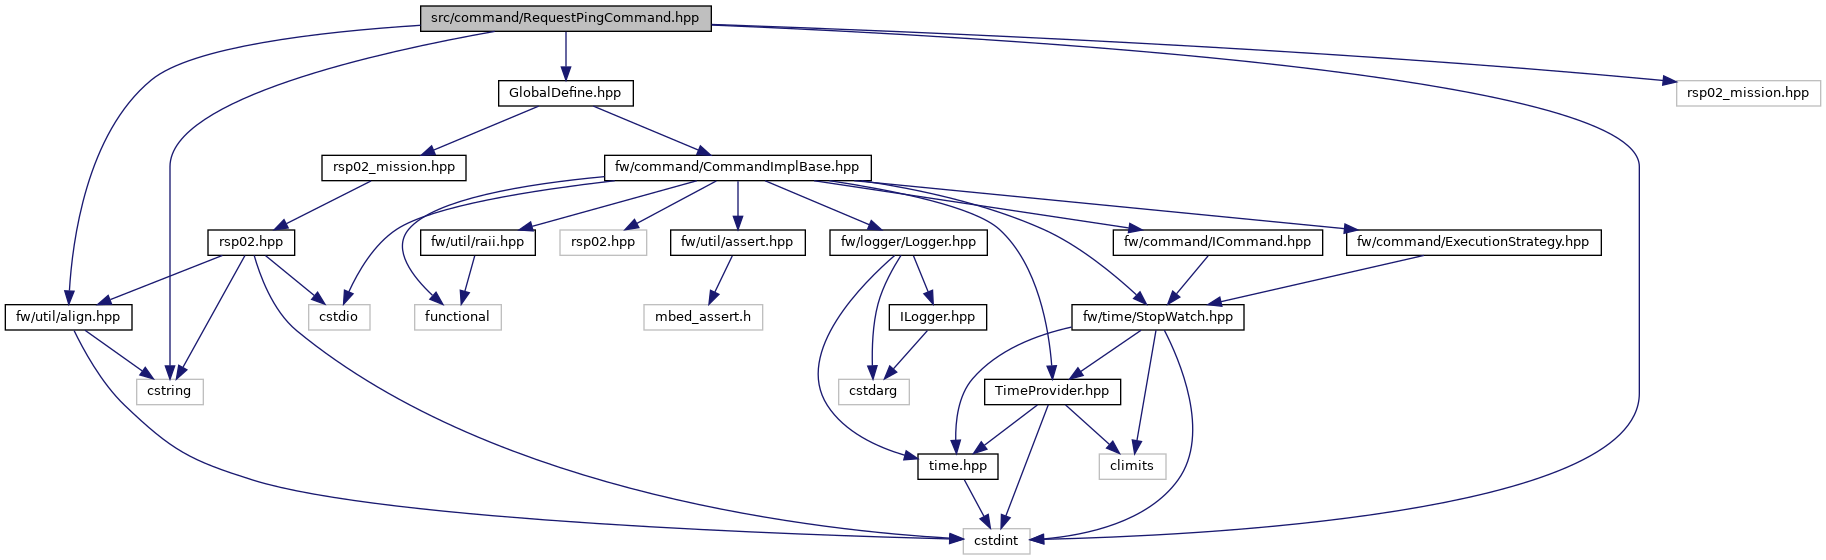 src/command/RequestPingCommand.hpp
GlobalDefine.hpp
rsp02_mission.hpp
rsp02_mission.hpp
fw/command/CommandImplBase.hpp
rsp02.hpp
fw/util/raii.hpp
rsp02.hpp
fw/util/assert.hpp
fw/logger/Logger.hpp
fw/command/ICommand.hpp
fw/command/ExecutionStrategy.hpp
fw/util/align.hpp
cstdio
functional
mbed_assert.h
ILogger.hpp
fw/time/StopWatch.hpp
cstring
cstdarg
TimeProvider.hpp
time.hpp
climits
cstdint